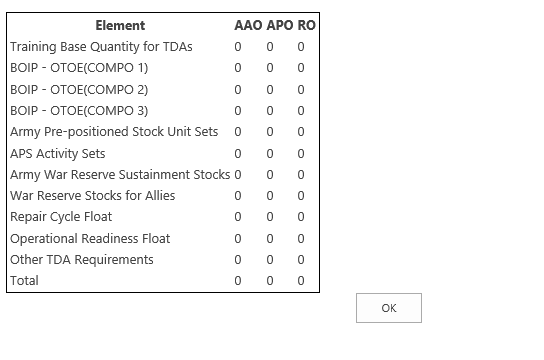 Element AAO APO RO
Training Base Quantity for TDAs 0 0 0
BOIP - OTOE(COMPO 1) 0 0 0
BOIP - OTOE(COMPO 2) 0 0 0
BOIP - OTOE(COMPO 3) 0 0 0
Army Pre-positioned Stock Unit Sets 0 0 0
APS Activity Sets 0 0 0
Army War Reserve Sustainment Stocks 0 0 0
War Reserve Stocks for Allies 0 0 0
Repair Cycle Float 0 0 0
Operational Readiness Float 0 0 0
Other TDA Requirements 0 0 0
Total 0 0 0
OK